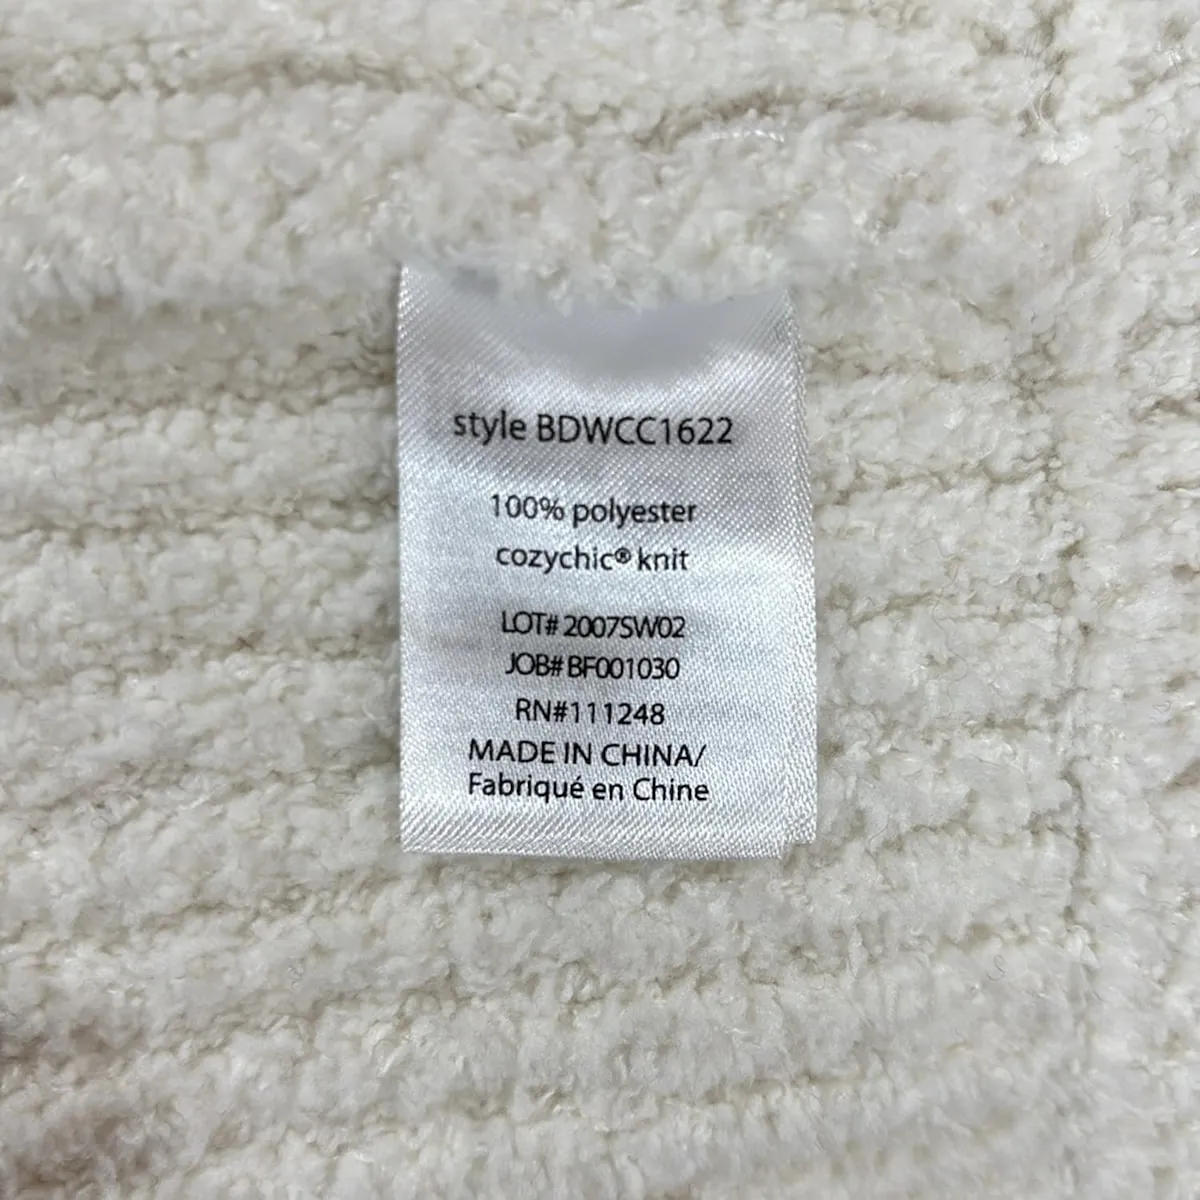 style BDWCC1622
100% polyester
cozychic® knit
LOT# 2007SW02
JOB# BF001030
RN#111248
MADE IN CHINA/
Fabriqué en Chine